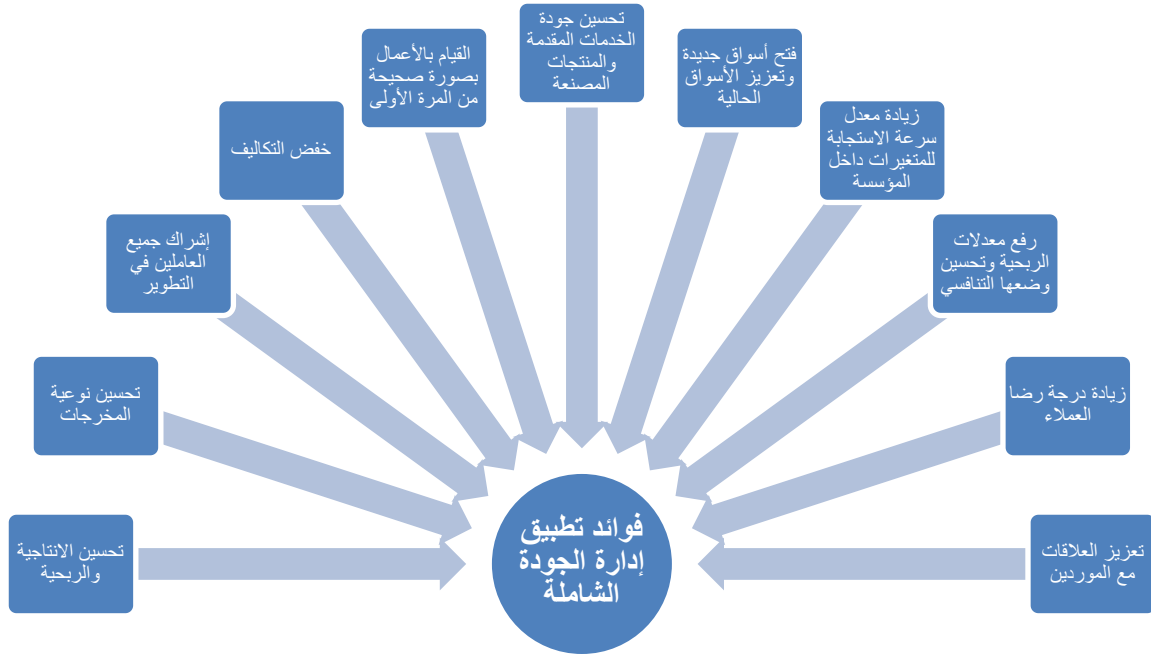 تحسين جودة
الخدمات المقدمة
والمنتجات
المصنعة
فتح أسواق جديدة
وتعزيز الأسواق
الحالية
زيادة معدل
سرعة الاستجابة
للمتغيرات داخل
المؤسسة
رفع معدلات
الربحية وتحسين
وضعها التنافسي
زيادة درجة رضا
العملاء
تعزيز العلاقات
مع الموردين
القيام بالأعمال
بصورة صحيحة
من المرة الأولى
خفض التكاليف
إشراك جميع
العاملين في
التطوير
تحسين نوعية
المخرجات
تحسين الانتاجية
والربحية
فوائد تطبيق
إدارة الجودة
الشاملة